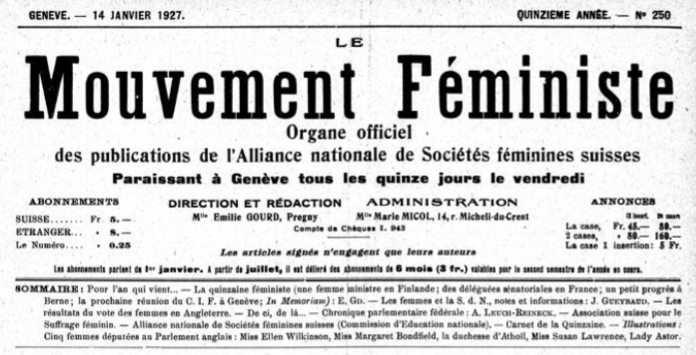 GENÈVE. — 14 JANVIER 1927.
QUINZIEME ANNÉE. — No 250
LE
Mouvement Féministe
Organe officiel
des publications de l'Alliance nationale de Sociétés féminines suisses
Paraissant à Genève tous les quinze jours le vendredi
ABONNEMENTS
SUISSE....... Fr. 5.—
ETRANGER... » 8.—
Le Numéro.... » 0.25
DIRECTION ET RÉDACTION
Mlle Emilie GOURD, Pregny
ADMINISTRATION
Mlle Marie MICOL, 14, r. Micheli-du-Crest
Compte de Chèques I. 943
ANNONCES
12 insert. 24 insert.
La case, Fr. 45.— 80.—
2 cases, » 80.— 160.—
La case 1 insertion: 5 Fr.
Les articles signés n'engagent que leurs auteurs
Les abonnements partent du 1er janvier. A partir de juillet, il est délivré des abonnements de 6 mois (3 fr.) valables pour le second semestre de l'année en cours.
SOMMAIRE: Pour l'an qui vient... — La quinzaine féministe (une femme ministre en Finlande; des déléguées sénatoriales en France; un petit progrès à
Berne; la prochaine réunion du C. I. F. à Genève; In Memoriam): E. GD. — Les femmes et la S. d. N., notes et informations: J. GUEYBAUD. — Les
résultats du vote des femmes en Angleterre. — De ci, de là... — Chronique parlementaire fédérale: A. LEUCH-REINECK. — Association suisse pour le
Suffrage féminin. — Alliance nationale de Sociétés féminines suisses (Commission d'Education nationale). — Carnet de la Quinzaine. — Illustrations:
Cinq femmes députées au Parlement anglais: Miss Ellen Wilkinson, Miss Margaret Bondfield, la duchesse d'Atholl, Miss Susan Lawrence, Lady Astor.